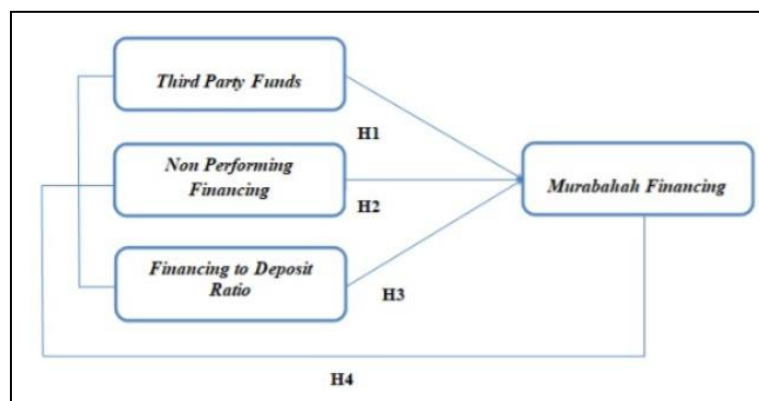 Third Party Funds
H1
Non Performing
Financing
H2
Murabahah Financing
Financing to Deposit
Ratio
H3
H4